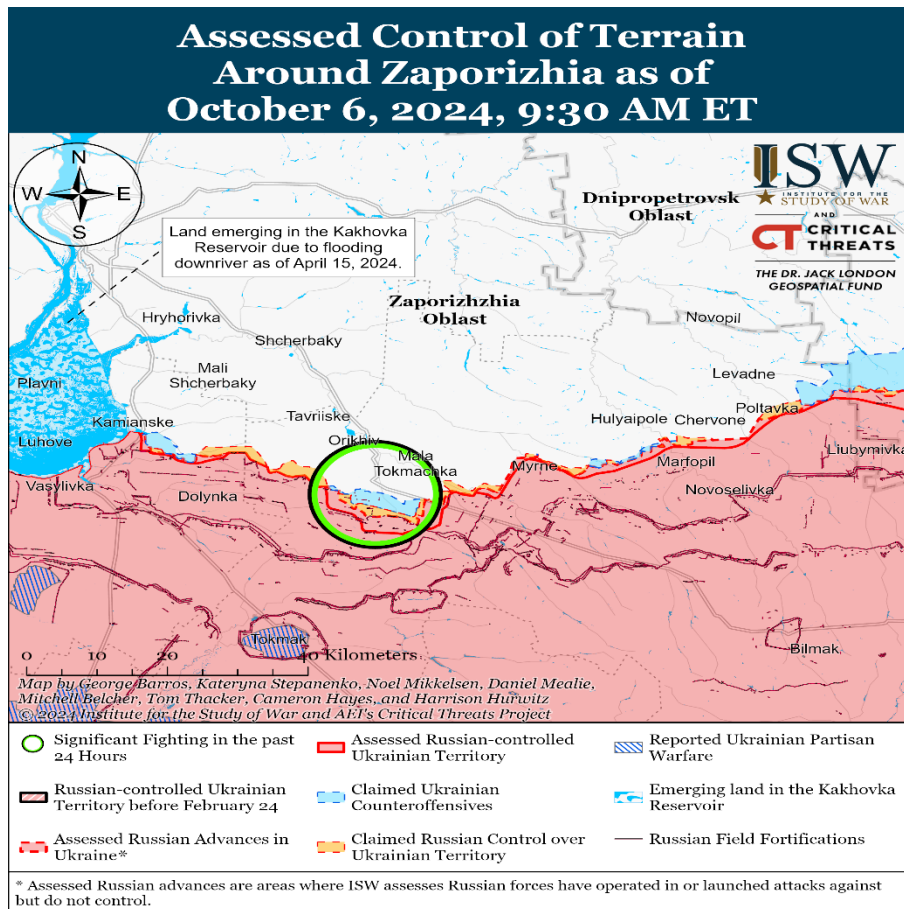 Assessed Control of Terrain
Around Zaporizhia as of
October 6, 2024, 9:30 AM ET
N
W E
S
Land emerging in the Kakhovka
Reservoir due to flooding
downriver as of April 15, 2024.
ISW
INSTITUTE FOR THE
STUDY OF WAR
AND
CT CRITICAL
THREATS
THE DR. JACK LONDON
GEOSPATIAL FUND
Dnipropetrovsk
Oblast
Zaporizhzhia
Oblast
Hryhorivka
Novopil
Shcherbaky
Mali
Shcherbaky
Levadne
Plavni
Tavriiske
Poltavka
Kamianske
Hulyaipole
Chervone
Orikhiv
Luhove
Mala
Tokmachka
Liubymivka
Myrne
Marfopil
Vasylivka
Dolynka
Novoselivka
Tokmak
Bilmak
0 10 20 40 Kilometers
Map by George Barros, Kateryna Stepanenko, Noel Mikkelsen, Daniel Mealie,
Mitchell Belcher, Tom Thacker, Cameron Hayes, and Harrison Hurwitz
© 2024 Institute for the Study of War and AEI's Critical Threats Project
Significant Fighting in the past
24 Hours
Assessed Russian-controlled
Ukrainian Territory
Reported Ukrainian Partisan
Warfare
Russian-controlled Ukrainian
Territory before February 24
Claimed Ukrainian
Counteroffensives
Emerging land in the Kakhovka
Reservoir
Assessed Russian Advances in
Ukraine*
Claimed Russian Control over
Ukrainian Territory
Russian Field Fortifications
* Assessed Russian advances are areas where ISW assesses Russian forces have operated in or launched attacks against
but do not control.